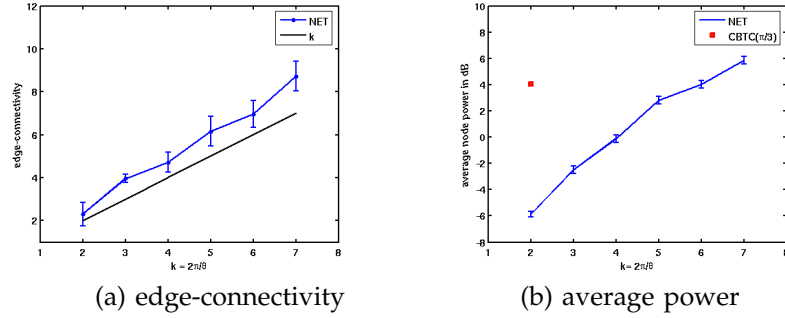 12
10
8
6
4
2
edge-connectivity
1 2 3 4 5 6 7 8
k = 2π/θ
NET
k
(a) edge-connectivity
10
8
6
4
2
0
-2
-4
-6
-8
average node power in dB
1 2 3 4 5 6 7 8
k = 2π/θ
NET
CBTC(π/3)
(b) average power